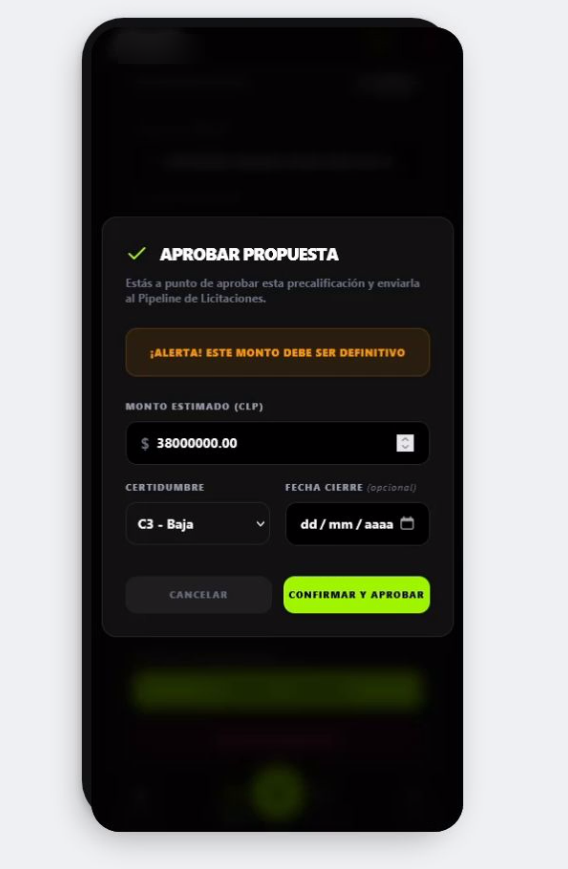 APROBAR PROPUESTA
Estás a punto de aprobar esta precalificación y enviarla
al Pipeline de Licitaciones.
¡ALERTA! ESTE MONTO DEBE SER DEFINITIVO
MONTO ESTIMADO (CLP)
$ 38000000.00
CERTIDUMBRE
FECHA CIERRE (opcional)
C3 - Baja
dd/mm/aaaa
CANCELAR
CONFIRMAR Y APROBAR